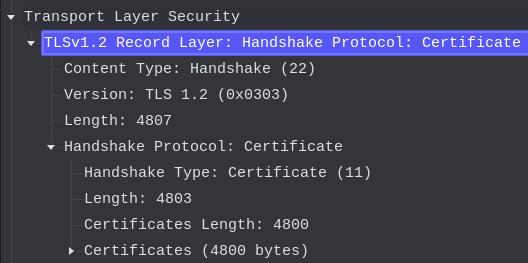 Transport Layer Security
TLSv1.2 Record Layer: Handshake Protocol: Certificate
Content Type: Handshake (22)
Version: TLS 1.2 (0x0303)
Length: 4807
Handshake Protocol: Certificate
Handshake Type: Certificate (11)
Length: 4803
Certificates Length: 4800
Certificates (4800 bytes)